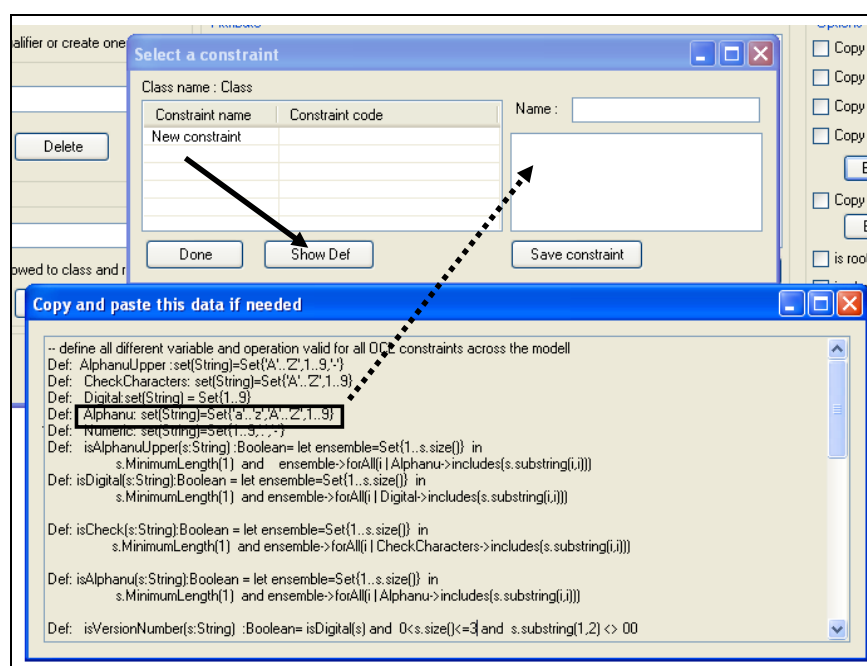 alifier or create one
Select a constraint
Copy
Class name : Class
Copy
Constraint name
Constraint code
Name :
Copy
New constraint
Copy
Delete
Copy
Done
Show Def
Save constraint
is root
owed to class and r
Copy and paste this data if needed
-- define all different variable and operation valid for all OCL constraints across the modell
Def: AlphanuUpper :set(String)=Set{'A'..'Z',1..9,'-'}
Def: CheckCharacters: set(String)=Set{'A'..'Z',1..9}
Def: Digital:set(String) = Set{1..9}
Def: Alphanu: set(String)=Set{'a'..'z','A'..'Z',1..9}
Def: Numeric: set(String)=Set{1..9,'.','-'}
Def: isAlphanuUpper(s:String) :Boolean= let ensemble=Set{1..s.size()} in
s.MinimumLength(1) and ensemble->forAll(i | Alphanu->includes(s.substring(i,i)))
Def: isDigital(s:String):Boolean = let ensemble=Set{1..s.size()} in
s.MinimumLength(1) and ensemble->forAll(i | Digital->includes(s.substring(i,i)))
Def: isCheck(s:String):Boolean = let ensemble=Set{1..s.size()} in
s.MinimumLength(1) and ensemble->forAll(i | CheckCharacters->includes(s.substring(i,i)))
Def: isAlphanu(s:String):Boolean = let ensemble=Set{1..s.size()} in
s.MinimumLength(1) and ensemble->forAll(i | Alphanu->includes(s.substring(i,i)))
Def: isVersionNumber(s:String) :Boolean= isDigital(s) and 0<s.size()<=3 and s.substring(1,2) <> 00